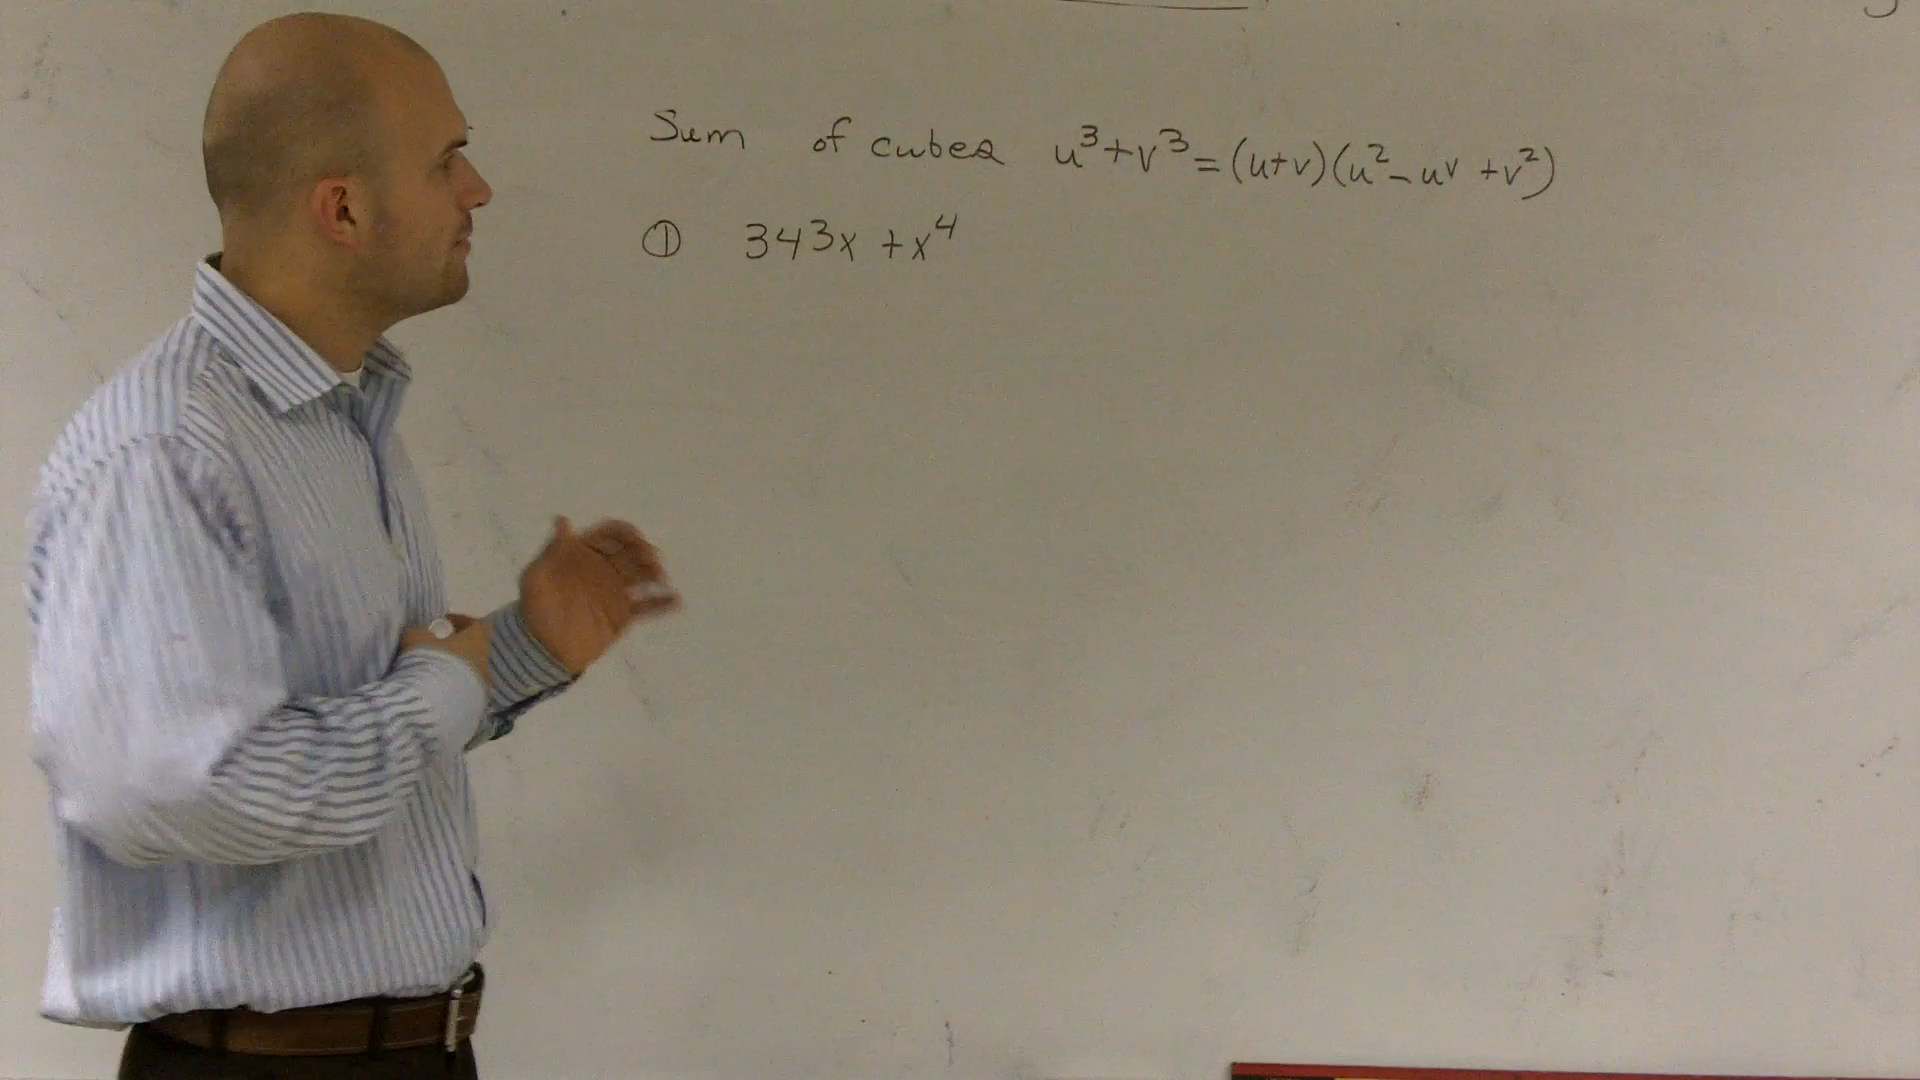 Sum of cubes u³+v³=(u+v)(u²-uv+v²)
① 343x+x⁴